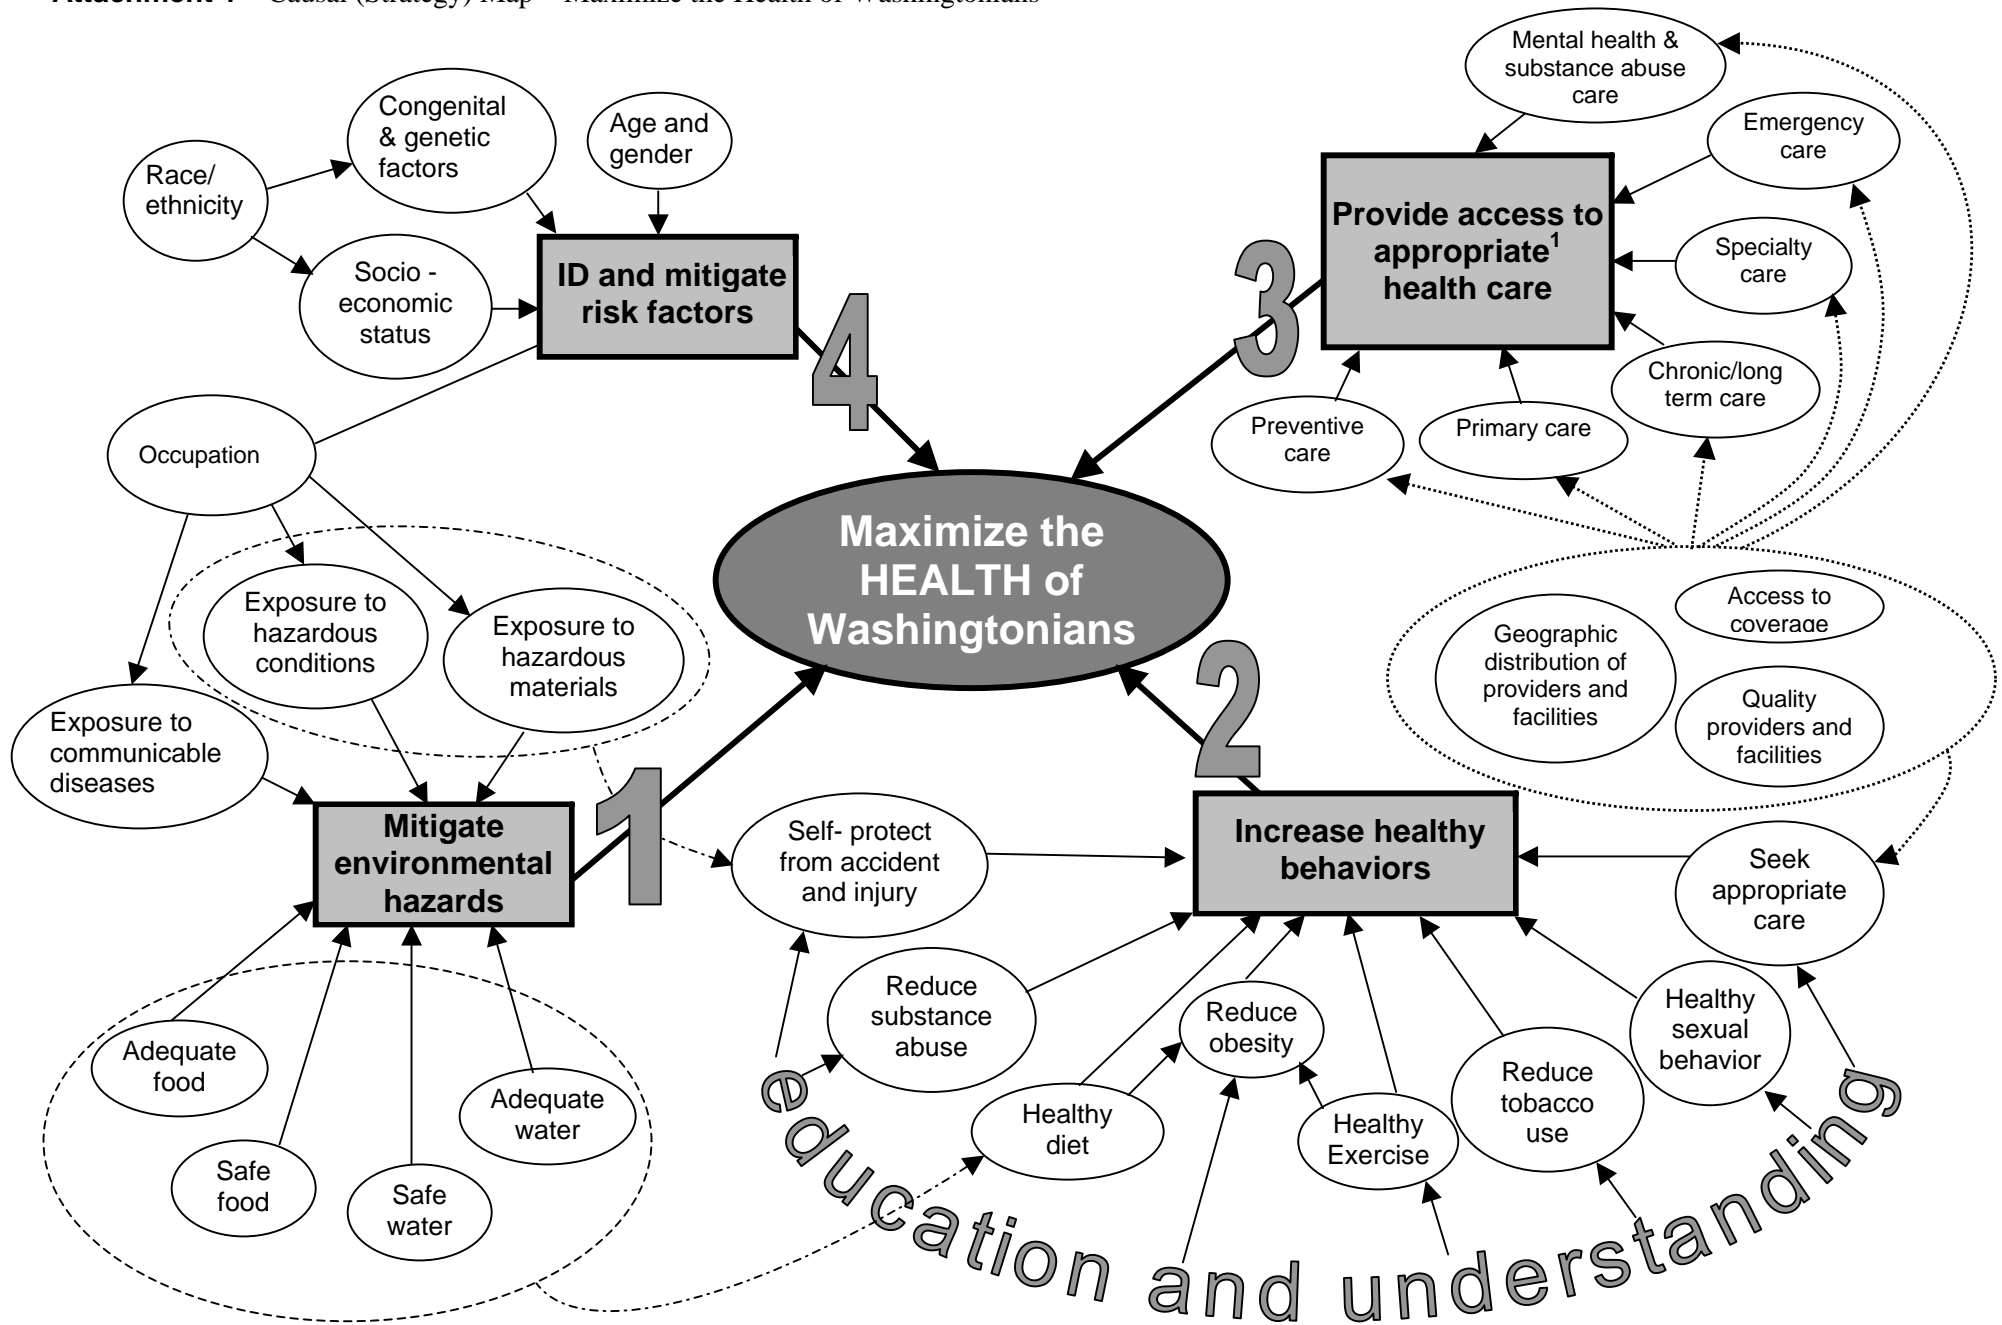 Attachment 1 – Causal (Strategy) Map – Maximize the Health of Washingtonians
Mental health &
substance abuse
care
Congenital
& genetic
factors
Age and
gender
Emergency
care
Race/
ethnicity
Provide access to
appropriate1
health care
Specialty
care
Socio -
economic
status
ID and mitigate
risk factors
4
3
Chronic/long
term care
Preventive
care
Primary care
Occupation
Maximize the
HEALTH of
Washingtonians
Exposure to
hazardous
conditions
Exposure to
hazardous
materials
Access to
coverage
Geographic
distribution of
providers and
facilities
Quality
providers and
facilities
Exposure to
communicable
diseases
1
2
Mitigate
environmental
hazards
Self- protect
from accident
and injury
Increase healthy
behaviors
Seek
appropriate
care
Reduce
substance
abuse
Reduce
obesity
Healthy
sexual
behavior
Adequate
food
Adequate
water
Healthy
diet
Healthy
Exercise
Reduce
tobacco
use
Safe
food
Safe
water
education and understanding